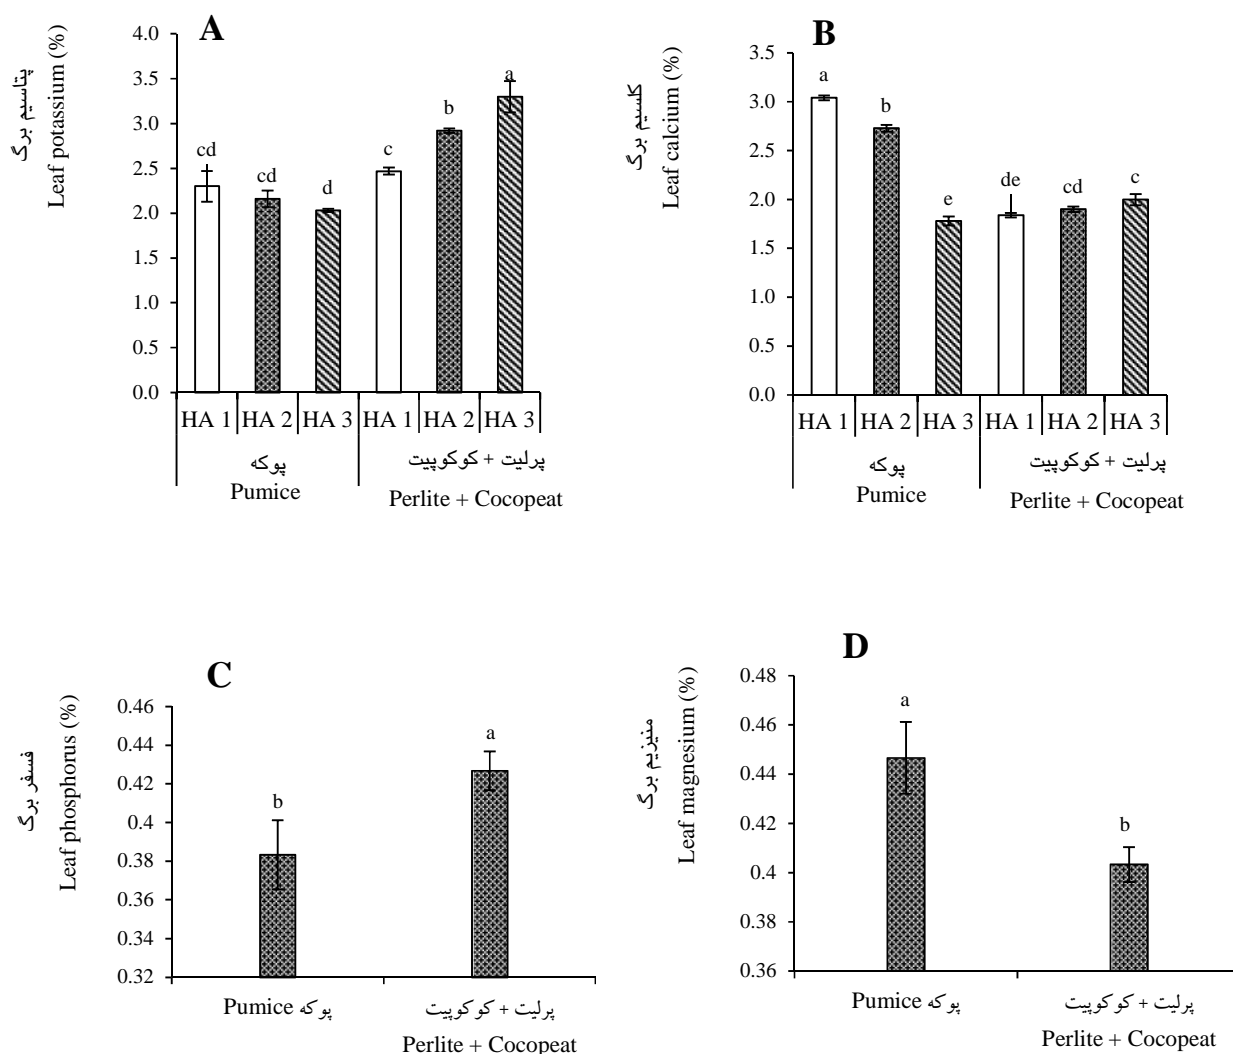 A
پتاسیم برگ
Leaf potassium (%)
4.0
3.5
3.0
2.5
2.0
1.5
1.0
0.5
0.0
cd
cd
d
c
b
a
HA 1 HA 2 HA 3 HA 1 HA 2 HA 3
پوکه
Pumice
پرلیت + کوکوپیت
Perlite + Cocopeat
B
کلسیم برگ
Leaf calcium (%)
3.5
3.0
2.5
2.0
1.5
1.0
0.5
0.0
a
b
e
de
cd
c
HA 1 HA 2 HA 3 HA 1 HA 2 HA 3
پوکه
Pumice
پرلیت + کوکوپیت
Perlite + Cocopeat
C
فسفر برگ
Leaf phosphorus (%)
0.46
0.44
0.42
0.4
0.38
0.36
0.34
0.32
b
a
Pumice پوکه
پرلیت + کوکوپیت
Perlite + Cocopeat
D
منیزیم برگ
Leaf magnesium (%)
0.48
0.46
0.44
0.42
0.4
0.38
0.36
a
b
Pumice پوکه
پرلیت + کوکوپیت
Perlite + Cocopeat